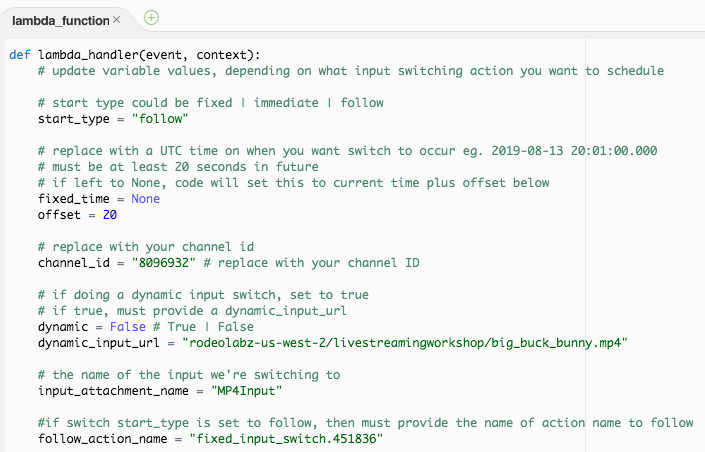 lambda_function
def lambda_handler(event, context):
# update variable values, depending on what input switching action you want to schedule
# start type could be fixed | immediate | follow
start_type = "follow"
# replace with a UTC time on when you want switch to occur eg. 2019-08-13 20:01:00.000
# must be at least 20 seconds in future
# if left to None, code will set this to current time plus offset below
fixed_time = None
offset = 20
# replace with your channel id
channel_id = "8096932" # replace with your channel ID
# if doing a dynamic input switch, set to true
# if true, must provide a dynamic_input_url
dynamic = False # True | False
dynamic_input_url = "rodeolabz-us-west-2/livestreamingworkshop/big_buck_bunny.mp4"
# the name of the input we're switching to
input_attachment_name = "MP4Input"
#if switch start_type is set to follow, then must provide the name of action name to follow
follow_action_name = "fixed_input_switch.451836"